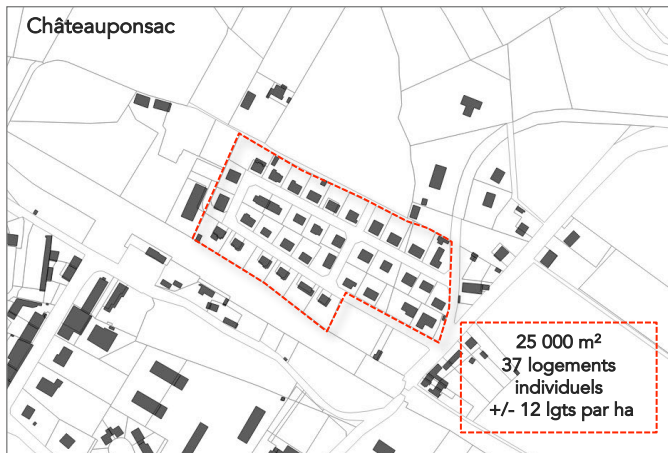 Châteauponsac
25 000 m²
37 logements
individuels
+/- 12 lgts par ha